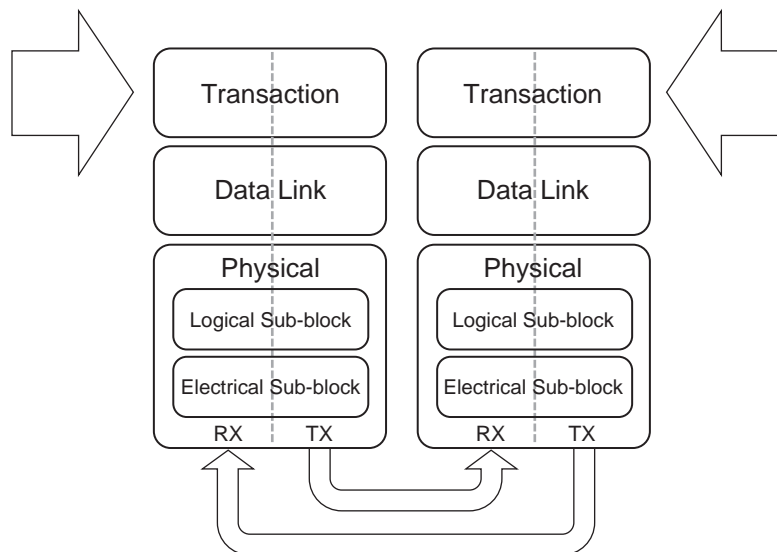 Transaction
Data Link
Physical
Logical Sub-block
Electrical Sub-block
RX TX
Transaction
Data Link
Physical
Logical Sub-block
Electrical Sub-block
RX TX